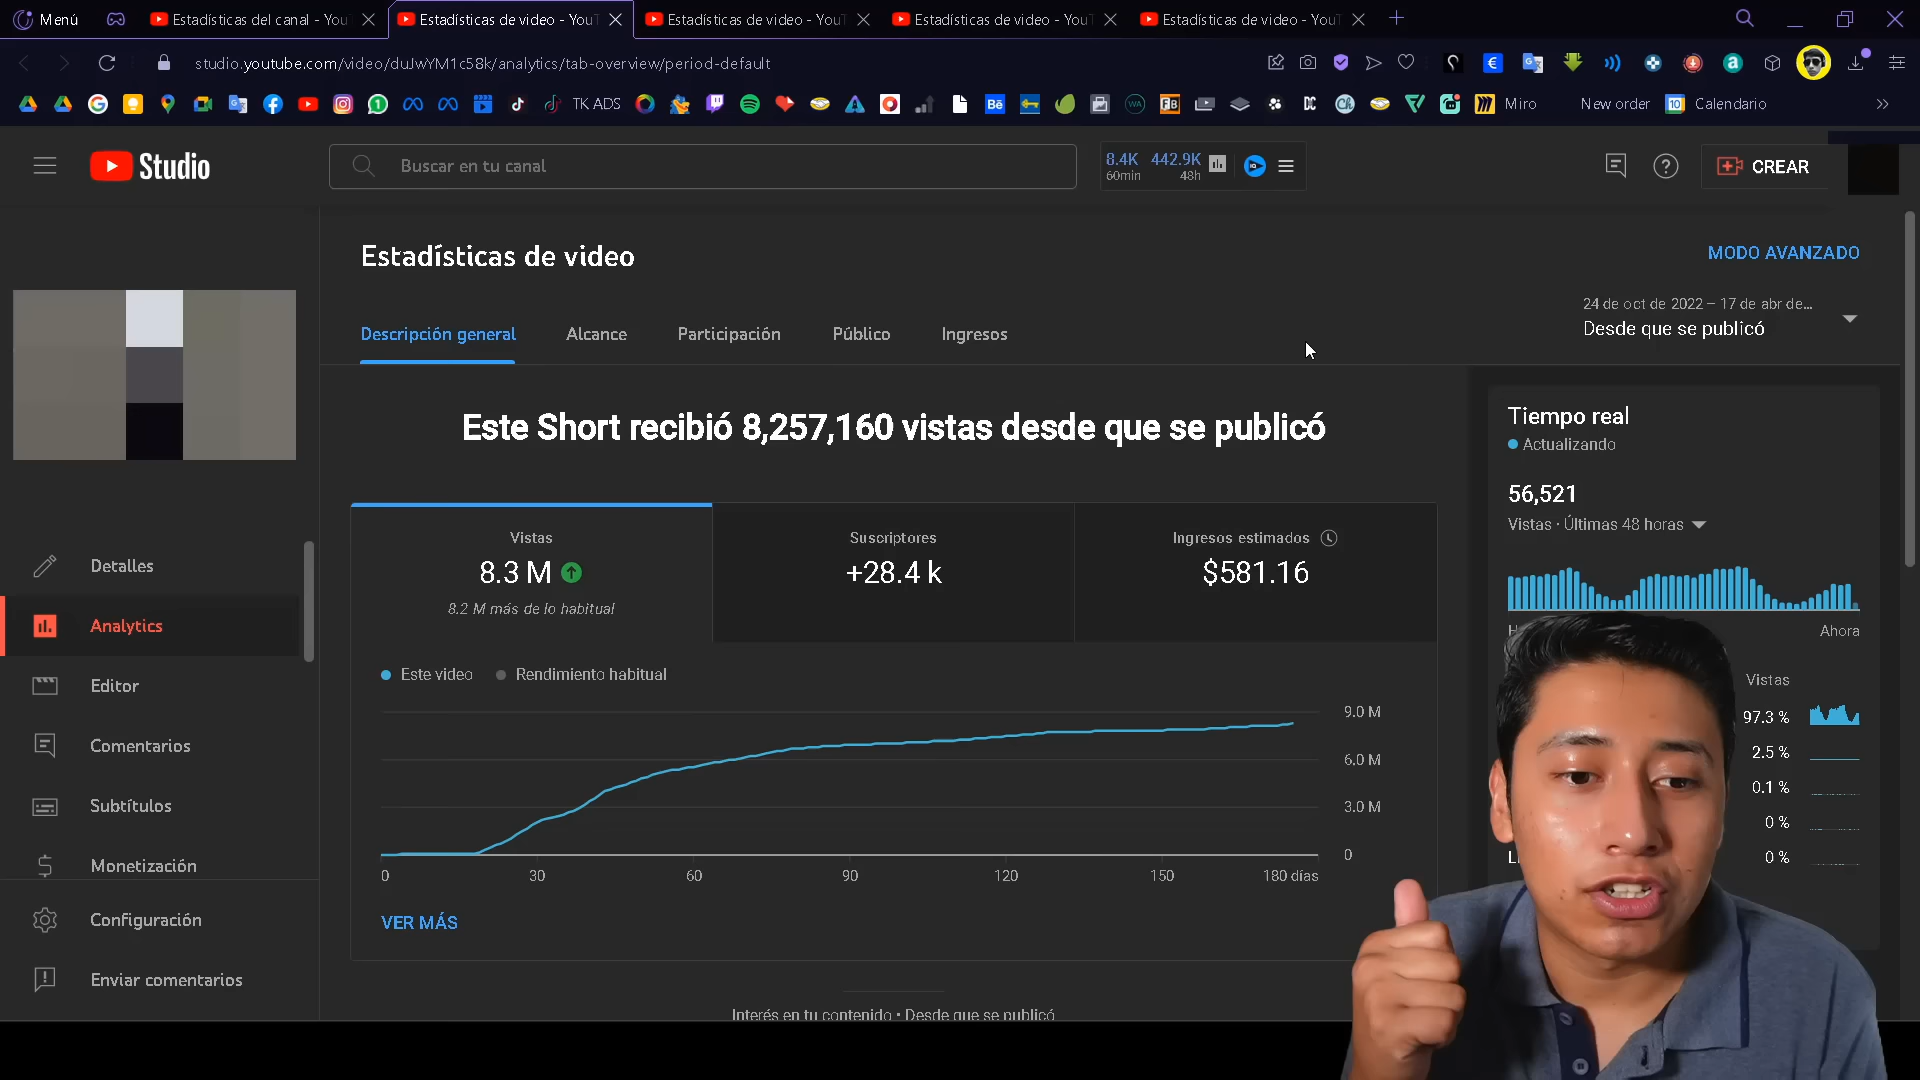 Menú
Estadísticas del canal - You
Estadísticas de video - YouT
Estadísticas de video - YouT
Estadísticas de video - YouT
Estadísticas de video - YouT
studio.youtube.com/video/duJwYM1c58k/analytics/tab-overview/period-default
TK ADS
Miro
New order
Calendario
Studio
Buscar en tu canal
8.4K 442.9K
60min 48h
CREAR
Estadísticas de video
MODO AVANZADO
24 de oct de 2022 – 17 de abr de...
Desde que se publicó
Descripción general
Alcance
Participación
Público
Ingresos
Este Short recibió 8,257,160 vistas desde que se publicó
Vistas
8.3 M
8.2 M más de lo habitual
Suscriptores
+28.4 k
Ingresos estimados
$581.16
Este video
Rendimiento habitual
9.0 M
6.0 M
3.0 M
0
0 30 60 90 120 150 180 días
VER MÁS
Interés en tu contenido • Desde que se publicó
Tiempo real
Actualizando
56,521
Vistas · Últimas 48 horas
Ahora
Vistas
97.3 %
2.5 %
0.1 %
0 %
0 %
Detalles
Analytics
Editor
Comentarios
Subtítulos
Monetización
Configuración
Enviar comentarios